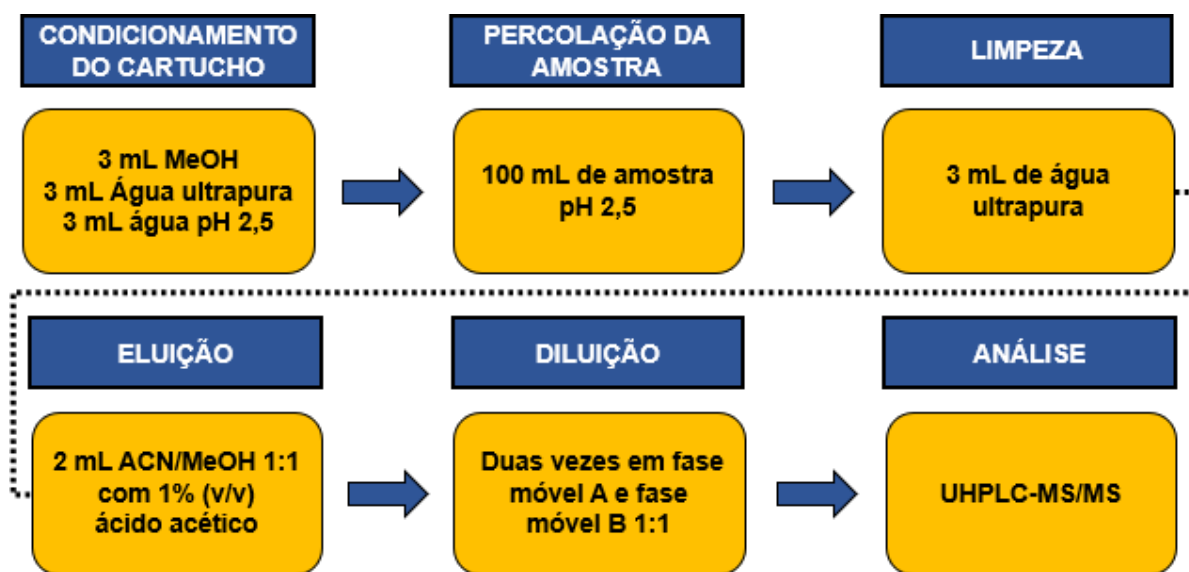 CONDICIONAMENTO
DO CARTUCHO
3 mL MeOH
3 mL Água ultrapura
3 mL água pH 2,5
PERCOLAÇÃO DA
AMOSTRA
100 mL de amostra
pH 2,5
LIMPEZA
3 mL de água
ultrapura
ELUIÇÃO
2 mL ACN/MeOH 1:1
com 1% (v/v)
ácido acético
DILUIÇÃO
Duas vezes em fase
móvel A e fase
móvel B 1:1
ANÁLISE
UHPLC-MS/MS